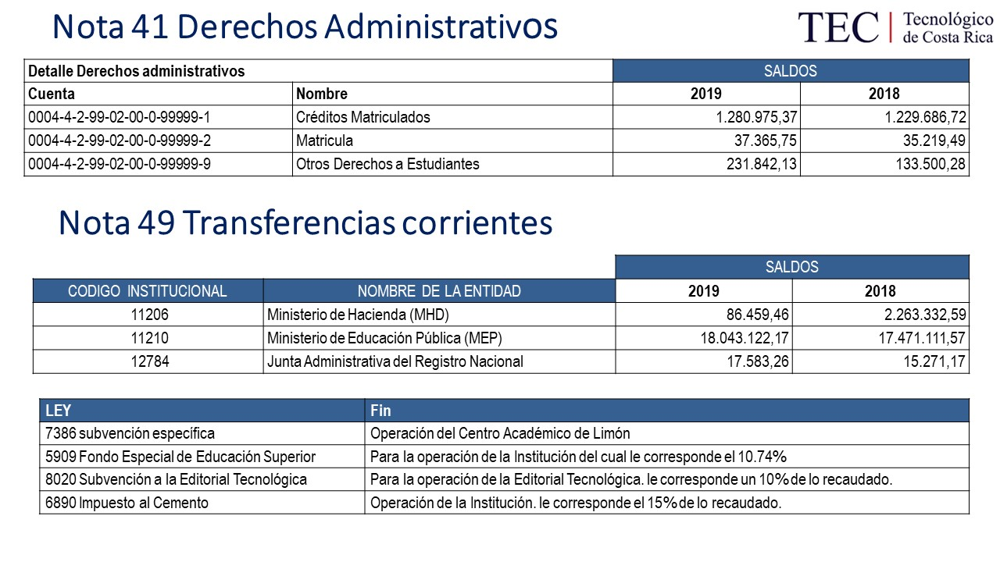 Nota 41 Derechos Administrativos
TEC | Tecnológico
de Costa Rica
Detalle Derechos administrativos SALDOS
Cuenta Nombre 2019 2018
0004-4-2-99-02-00-0-99999-1 Créditos Matriculados 1.280.975,37 1.229.686,72
0004-4-2-99-02-00-0-99999-2 Matricula 37.365,75 35.219,49
0004-4-2-99-02-00-0-99999-9 Otros Derechos a Estudiantes 231.842,13 133.500,28
Nota 49 Transferencias corrientes
SALDOS
CODIGO INSTITUCIONAL NOMBRE DE LA ENTIDAD 2019 2018
11206 Ministerio de Hacienda (MHD) 86.459,46 2.263.332,59
11210 Ministerio de Educación Pública (MEP) 18.043.122,17 17.471.111,57
12784 Junta Administrativa del Registro Nacional 17.583,26 15.271,17
LEY Fin
7386 subvención específica Operación del Centro Académico de Limón
5909 Fondo Especial de Educación Superior Para la operación de la Institución del cual le corresponde el 10.74%
8020 Subvención a la Editorial Tecnológica Para la operación de la Editorial Tecnológica. le corresponde un 10% de lo recaudado.
6890 Impuesto al Cemento Operación de la Institución. le corresponde el 15% de lo recaudado.